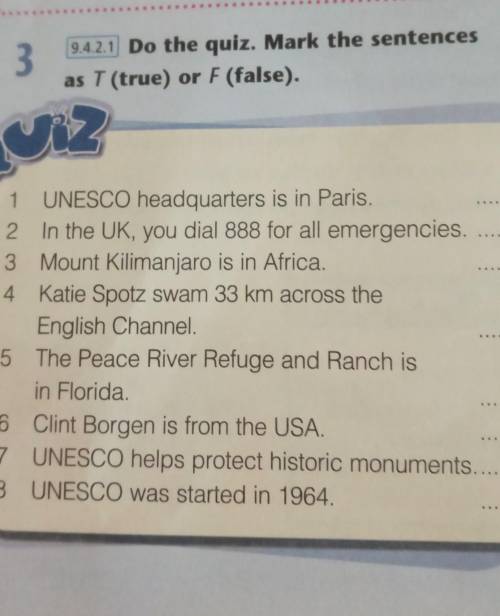 3 9.4.2.1 Do the quiz. Mark the sentences
as T (true) or F (false).
QUIZ
1 UNESCO headquarters is in Paris. ....
2 In the UK, you dial 888 for all emergencies. ....
3 Mount Kilimanjaro is in Africa. ....
4 Katie Spotz swam 33 km across the
English Channel. ....
5 The Peace River Refuge and Ranch is
in Florida. ...
6 Clint Borgen is from the USA. ...
7 UNESCO helps protect historic monuments....
8 UNESCO was started in 1964. ...